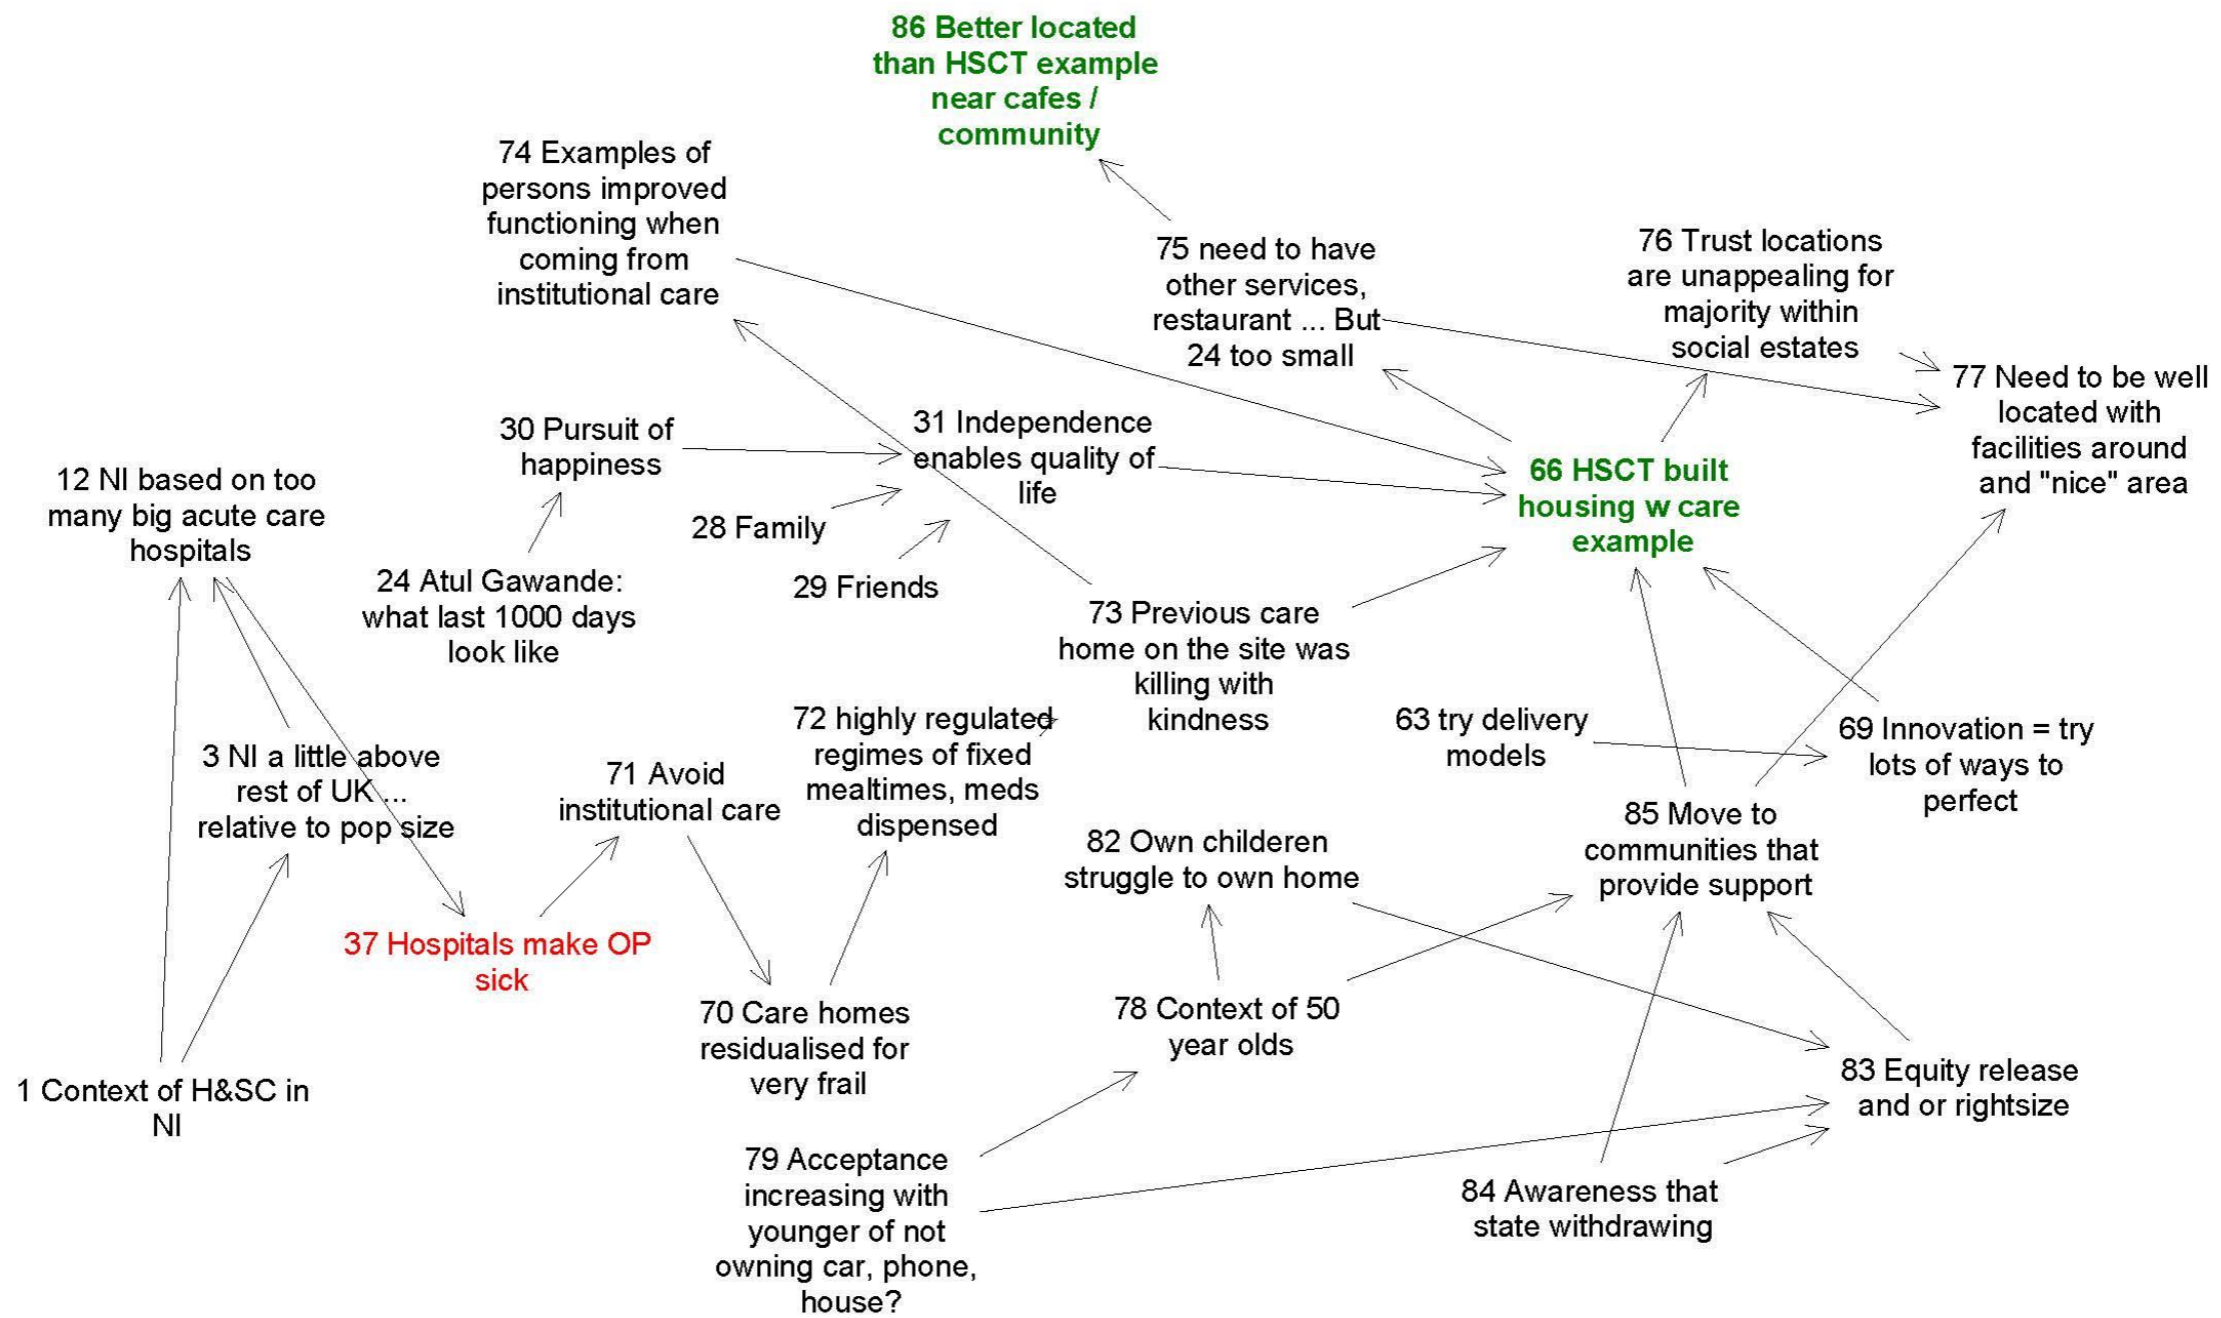 86 Better located
than HSCT example
near cafes /
community
74 Examples of
persons improved
functioning when
coming from
institutional care
75 need to have
other services,
restaurant ... But
24 too small
76 Trust locations
are unappealing for
majority within
social estates
77 Need to be well
located with
facilities around
and "nice" area
30 Pursuit of
happiness
31 Independence
enables quality of
life
66 HSCT built
housing w care
example
12 NI based on too
many big acute care
hospitals
28 Family
29 Friends
24 Atul Gawande:
what last 1000 days
look like
73 Previous care
home on the site was
killing with
kindness
72 highly regulated
regimes of fixed
mealtimes, meds
dispensed
63 try delivery
models
69 Innovation = try
lots of ways to
perfect
3 NI a little above
rest of UK ...
relative to pop size
71 Avoid
institutional care
85 Move to
communities that
provide support
82 Own childeren
struggle to own home
37 Hospitals make OP
sick
70 Care homes
residualised for
very frail
78 Context of 50
year olds
1 Context of H&SC in
NI
83 Equity release
and or rightsize
79 Acceptance
increasing with
younger of not
owning car, phone,
house?
84 Awareness that
state withdrawing